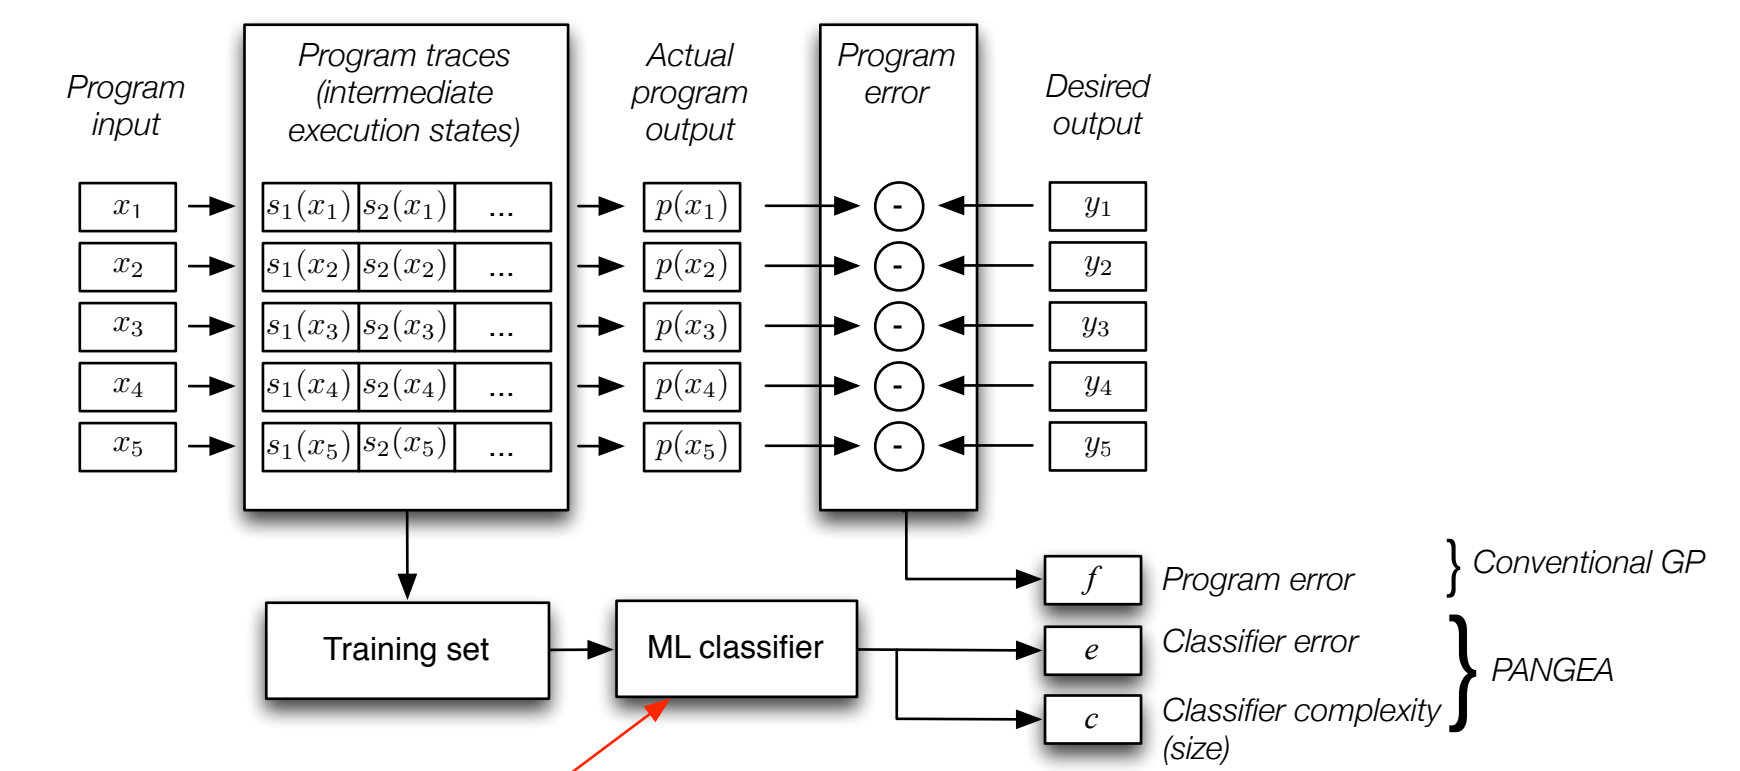 Program
input
Program traces
(intermediate
execution states)
Actual
program
output
Program
error
Desired
output
x₁ s₁(x₁) s₂(x₁) ... p(x₁) - y₁
x₂ s₁(x₂) s₂(x₂) ... p(x₂) - y₂
x₃ s₁(x₃) s₂(x₃) ... p(x₃) - y₃
x₄ s₁(x₄) s₂(x₄) ... p(x₄) - y₄
x₅ s₁(x₅) s₂(x₅) ... p(x₅) - y₅
f Program error } Conventional GP
Training set
ML classifier
e Classifier error
c Classifier complexity
(size)
} PANGEA